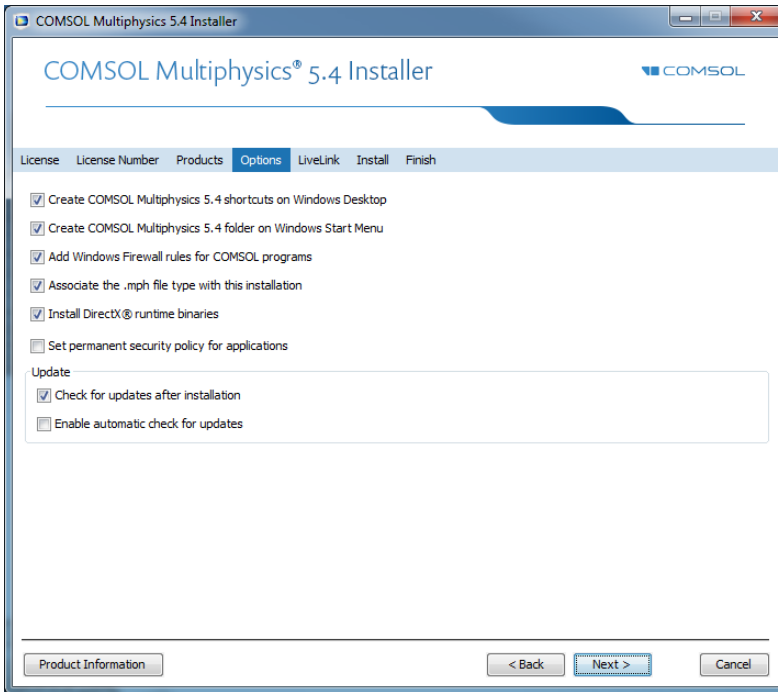 COMSOL Multiphysics 5.4 Installer
COMSOL Multiphysics® 5.4 Installer
COMSOL
License License Number Products Options LiveLink Install Finish
Create COMSOL Multiphysics 5.4 shortcuts on Windows Desktop
Create COMSOL Multiphysics 5.4 folder on Windows Start Menu
Add Windows Firewall rules for COMSOL programs
Associate the .mph file type with this installation
Install DirectX® runtime binaries
Set permanent security policy for applications
Update
Check for updates after installation
Enable automatic check for updates
Product Information < Back Next > Cancel